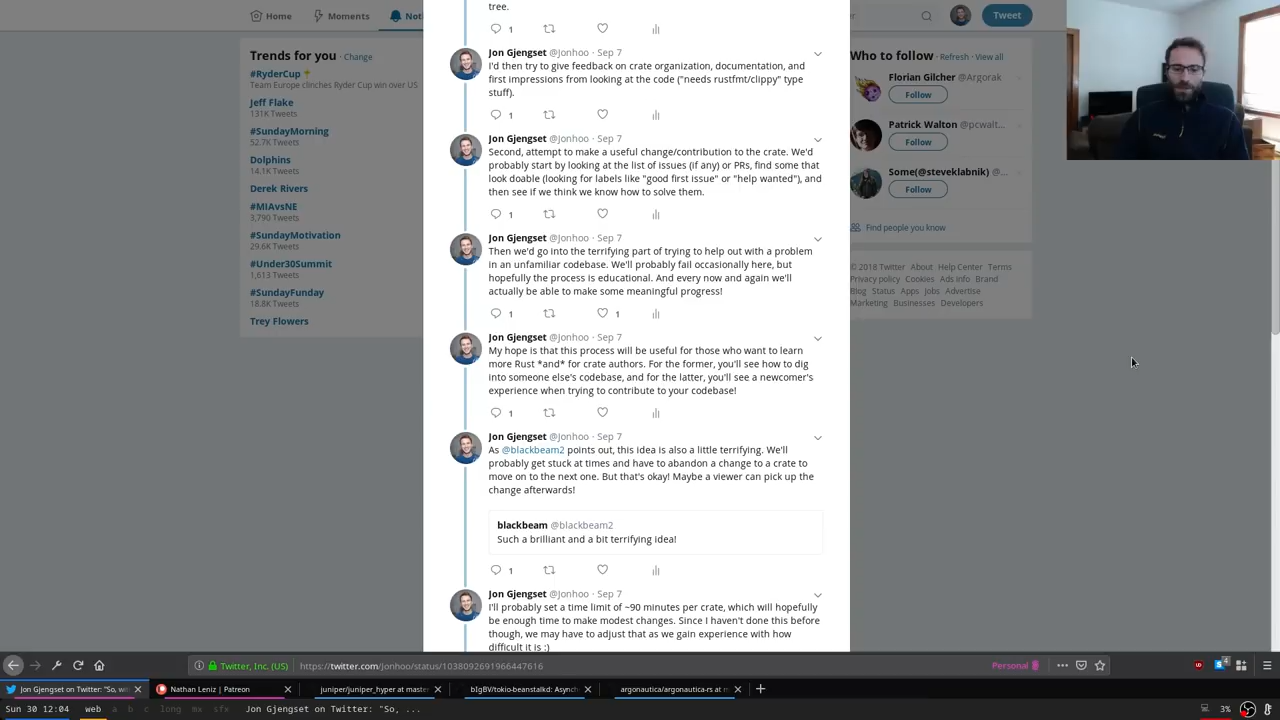 Home
Moments
Noti
Tweet
Trends for you · Change
#RyderCup
Team Europe clinches Ryder Cup win over US
Jeff Flake
131K Tweets
#SundayMorning
52.7K Tweets
Dolphins
14.1K Tweets
Derek Rivers
#MIAvsNE
3,790 Tweets
#SundayMotivation
29.6K Tweets
#Under30Summit
1,613 Tweets
#SundayFunday
18.8K Tweets
Trey Flowers
tree.
1
Jon Gjengset @Jonhoo · Sep 7
I'd then try to give feedback on crate organization, documentation, and
first impressions from looking at the code ("needs rustfmt/clippy" type
stuff).
1
Jon Gjengset @Jonhoo · Sep 7
Second, attempt to make a useful change/contribution to the crate. We'd
probably start by looking at the list of issues (if any) or PRs, find some that
look doable (looking for labels like "good first issue" or "help wanted"), and
then see if we think we know how to solve them.
1
Jon Gjengset @Jonhoo · Sep 7
Then we'd go into the terrifying part of trying to help out with a problem
in an unfamiliar codebase. We'll probably fail occasionally here, but
hopefully the process is educational. And every now and again we'll
actually be able to make some meaningful progress!
1 1
Jon Gjengset @Jonhoo · Sep 7
My hope is that this process will be useful for those who want to learn
more Rust *and* for crate authors. For the former, you'll see how to dig
into someone else's codebase, and for the latter, you'll see a newcomer's
experience when trying to contribute to your codebase!
1
Jon Gjengset @Jonhoo · Sep 7
As @blackbeam2 points out, this idea is also a little terrifying. We'll
probably get stuck at times and have to abandon a change to a crate to
move on to the next one. But that's okay! Maybe a viewer can pick up the
change afterwards!
blackbeam @blackbeam2
Such a brilliant and a bit terrifying idea!
1
Jon Gjengset @Jonhoo · Sep 7
I'll probably set a time limit of ~90 minutes per crate, which will hopefully
be enough time to make modest changes. Since I haven't done this before
though, we may have to adjust that as we gain experience with how
difficult it is :)
Who to follow · Refresh · View all
Florian Gilcher @Argorak
Follow
Patrick Walton @pcwalt...
Follow
Some(@steveklabnik) @...
Follow
Find people you know
© 2018 Twitter About Help Center Terms
Privacy policy Cookies Ads info Brand
Blog Status Apps Jobs Advertise
Marketing Businesses Developers
Twitter, Inc. (US) https://twitter.com/Jonhoo/status/1038092691966447616 Personal 4
Jon Gjengset on Twitter: "So, w
Nathan Leniz | Patreon
juniper/juniper_hyper at master
bIgBV/tokio-beanstalkd: Asynch
argonautica/argonautica-rs at m
Sun 30 12:04 web a b c long mx sfx Jon Gjengset on Twitter: "So, ... 3%